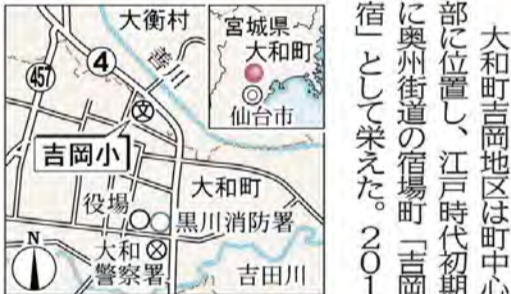 大和町吉岡地区は町中心
部に位置し、江戸時代初期
に奥州街道の宿場町「吉岡
宿」として栄えた。201
大衡村
善川
宮城県
大和町
仙台市
457
4
吉岡小
大和町
役場
黒川消防署
大和
警察署
吉田川
N